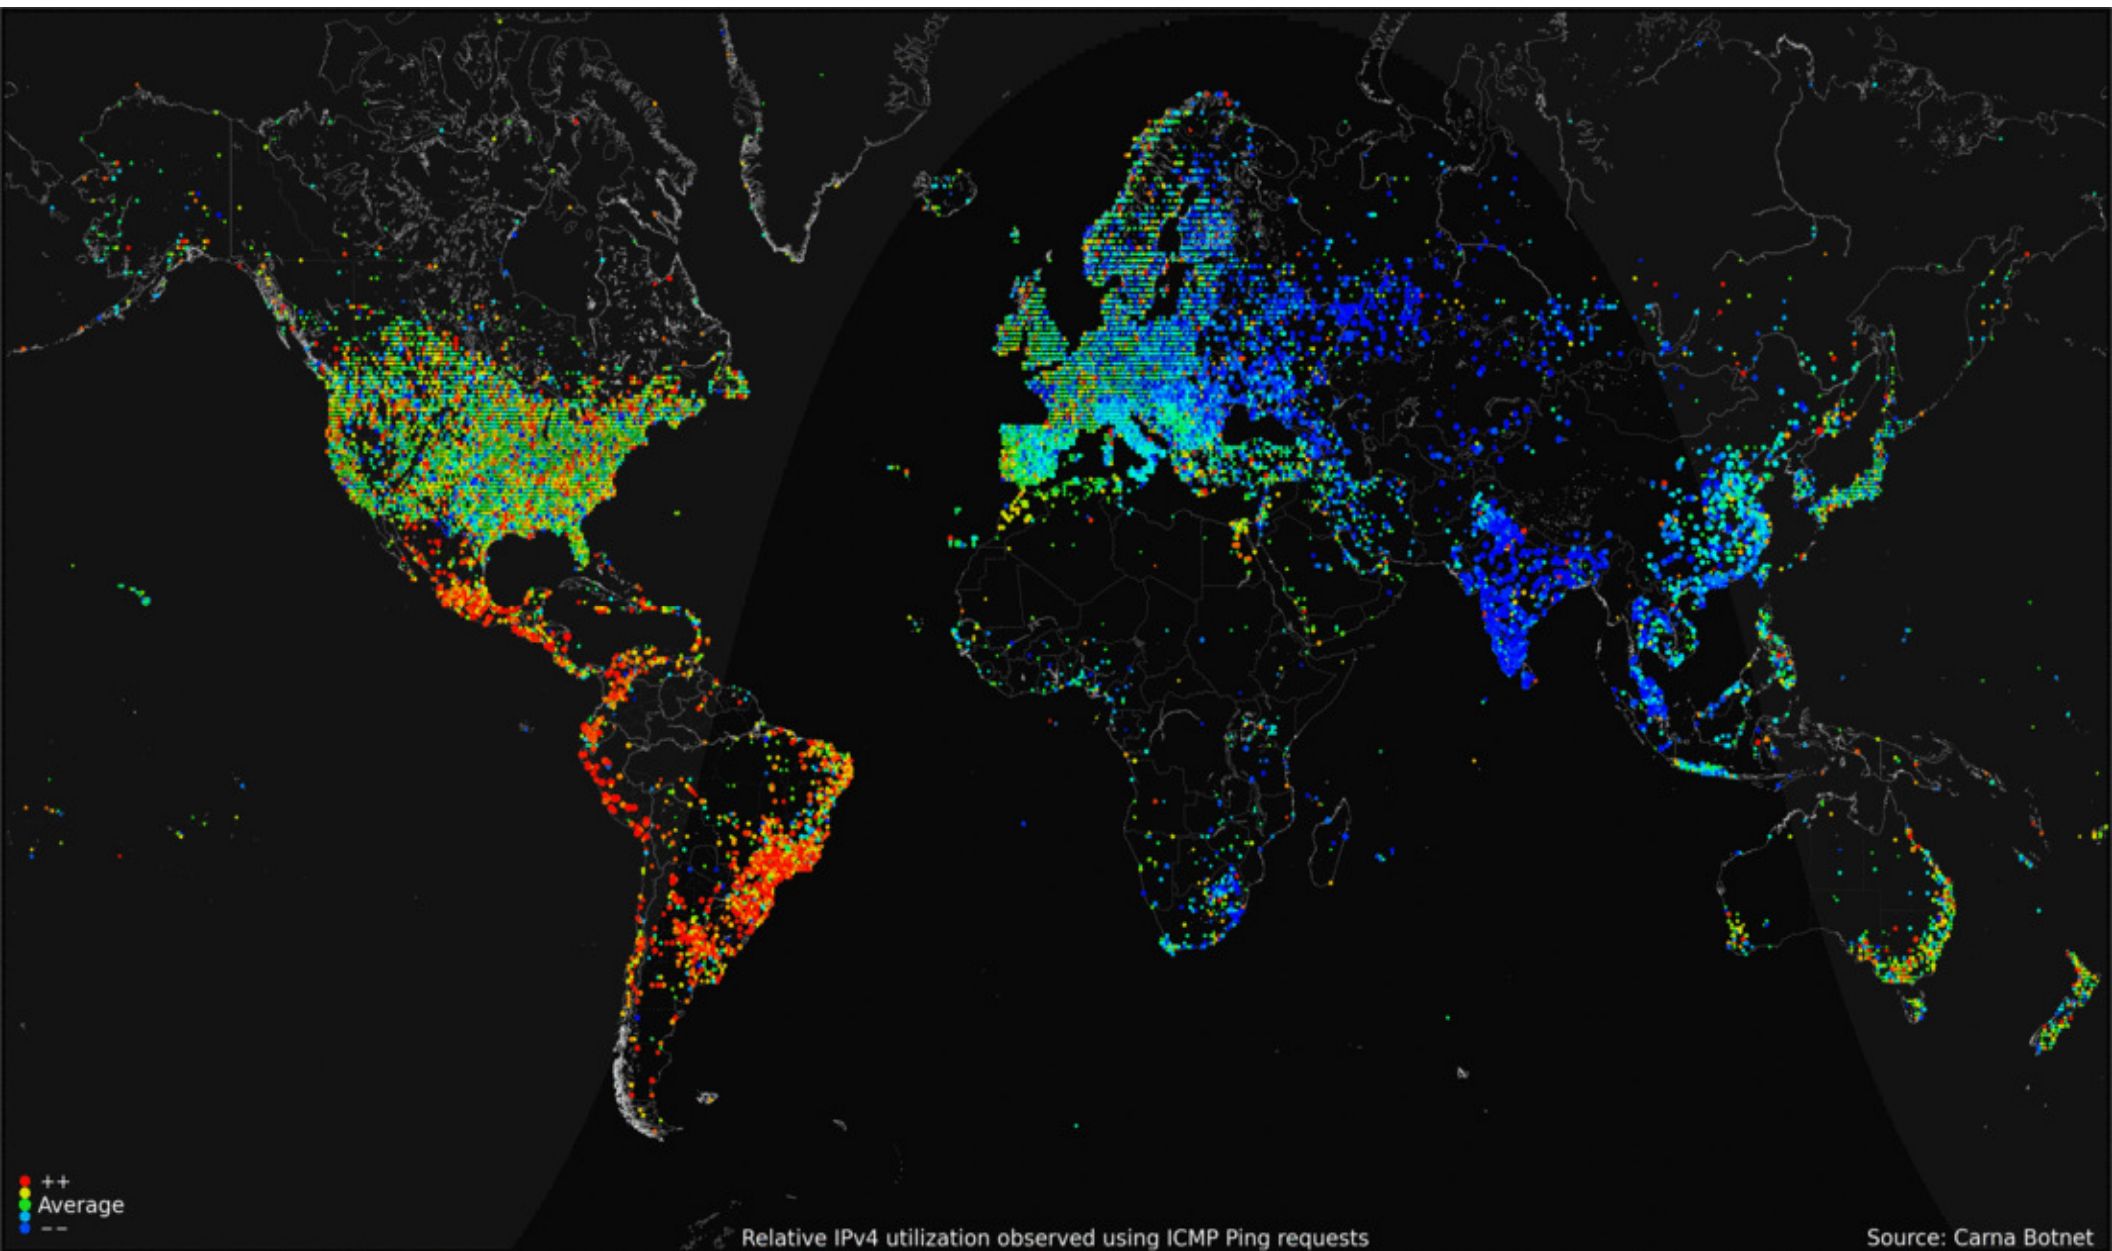 ++
Average
--
Relative IPv4 utilization observed using ICMP Ping requests
Source: Carna Botnet